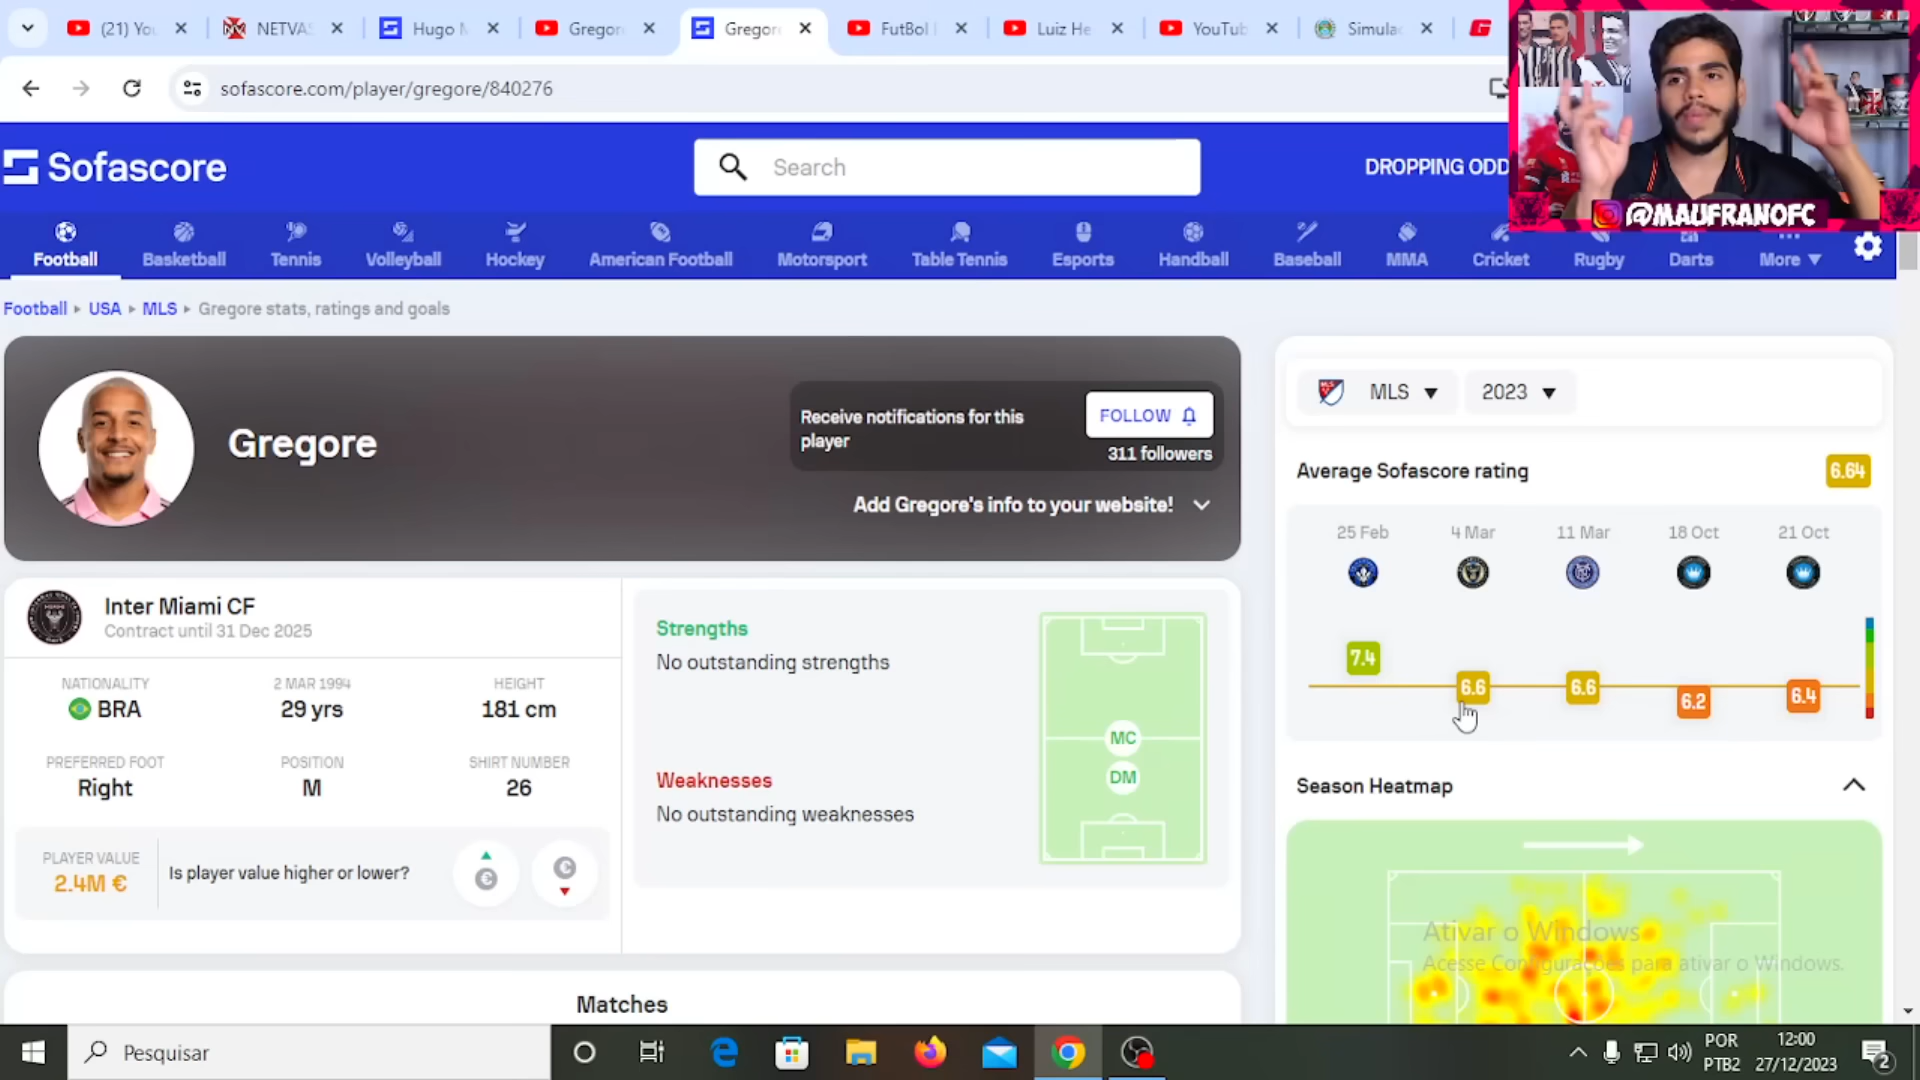 (21) You
NETVAS
Hugo M
Gregor
Gregor
FutBol
Luiz He
YouTub
Simula
sofascore.com/player/gregore/840276
Sofascore
Search
DROPPING ODD
@MAUFRANOFC
Football
Basketball
Tennis
Volleyball
Hockey
American Football
Motorsport
Table Tennis
Esports
Handball
Baseball
MMA
Cricket
Rugby
Darts
More
Football USA MLS Gregore stats, ratings and goals
Gregore
Receive notifications for this
player
FOLLOW
311 followers
Add Gregore's info to your website!
MLS 2023
Average Sofascore rating 6.64
25 Feb 4 Mar 11 Mar 18 Oct 21 Oct
7.4 6.6 6.6 6.2 6.4
Inter Miami CF
Contract until 31 Dec 2025
NATIONALITY 2 MAR 1994 HEIGHT
BRA 29 yrs 181 cm
PREFERRED FOOT POSITION SHIRT NUMBER
Right M 26
PLAYER VALUE
2.4M €
Is player value higher or lower?
€ €
Strengths
No outstanding strengths
Weaknesses
No outstanding weaknesses
MC
DM
Season Heatmap
Ativar o Windows
Acesse Configurações para ativar o Windows.
Matches
Pesquisar
POR
PTB2
12:00
27/12/2023
2